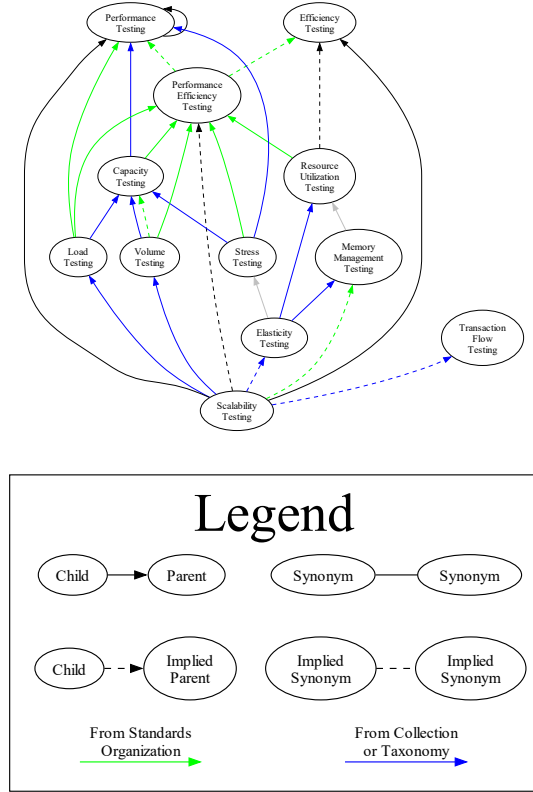 Performance
Testing
Efficiency
Testing
Performance
Efficiency
Testing
Capacity
Testing
Resource
Utilization
Testing
Load
Testing
Volume
Testing
Stress
Testing
Memory
Management
Testing
Elasticity
Testing
Transaction
Flow
Testing
Scalability
Testing
Legend
Child
Parent
Synonym
Synonym
Child
Implied
Parent
Implied
Synonym
Implied
Synonym
From Standards
Organization
From Collection
or Taxonomy